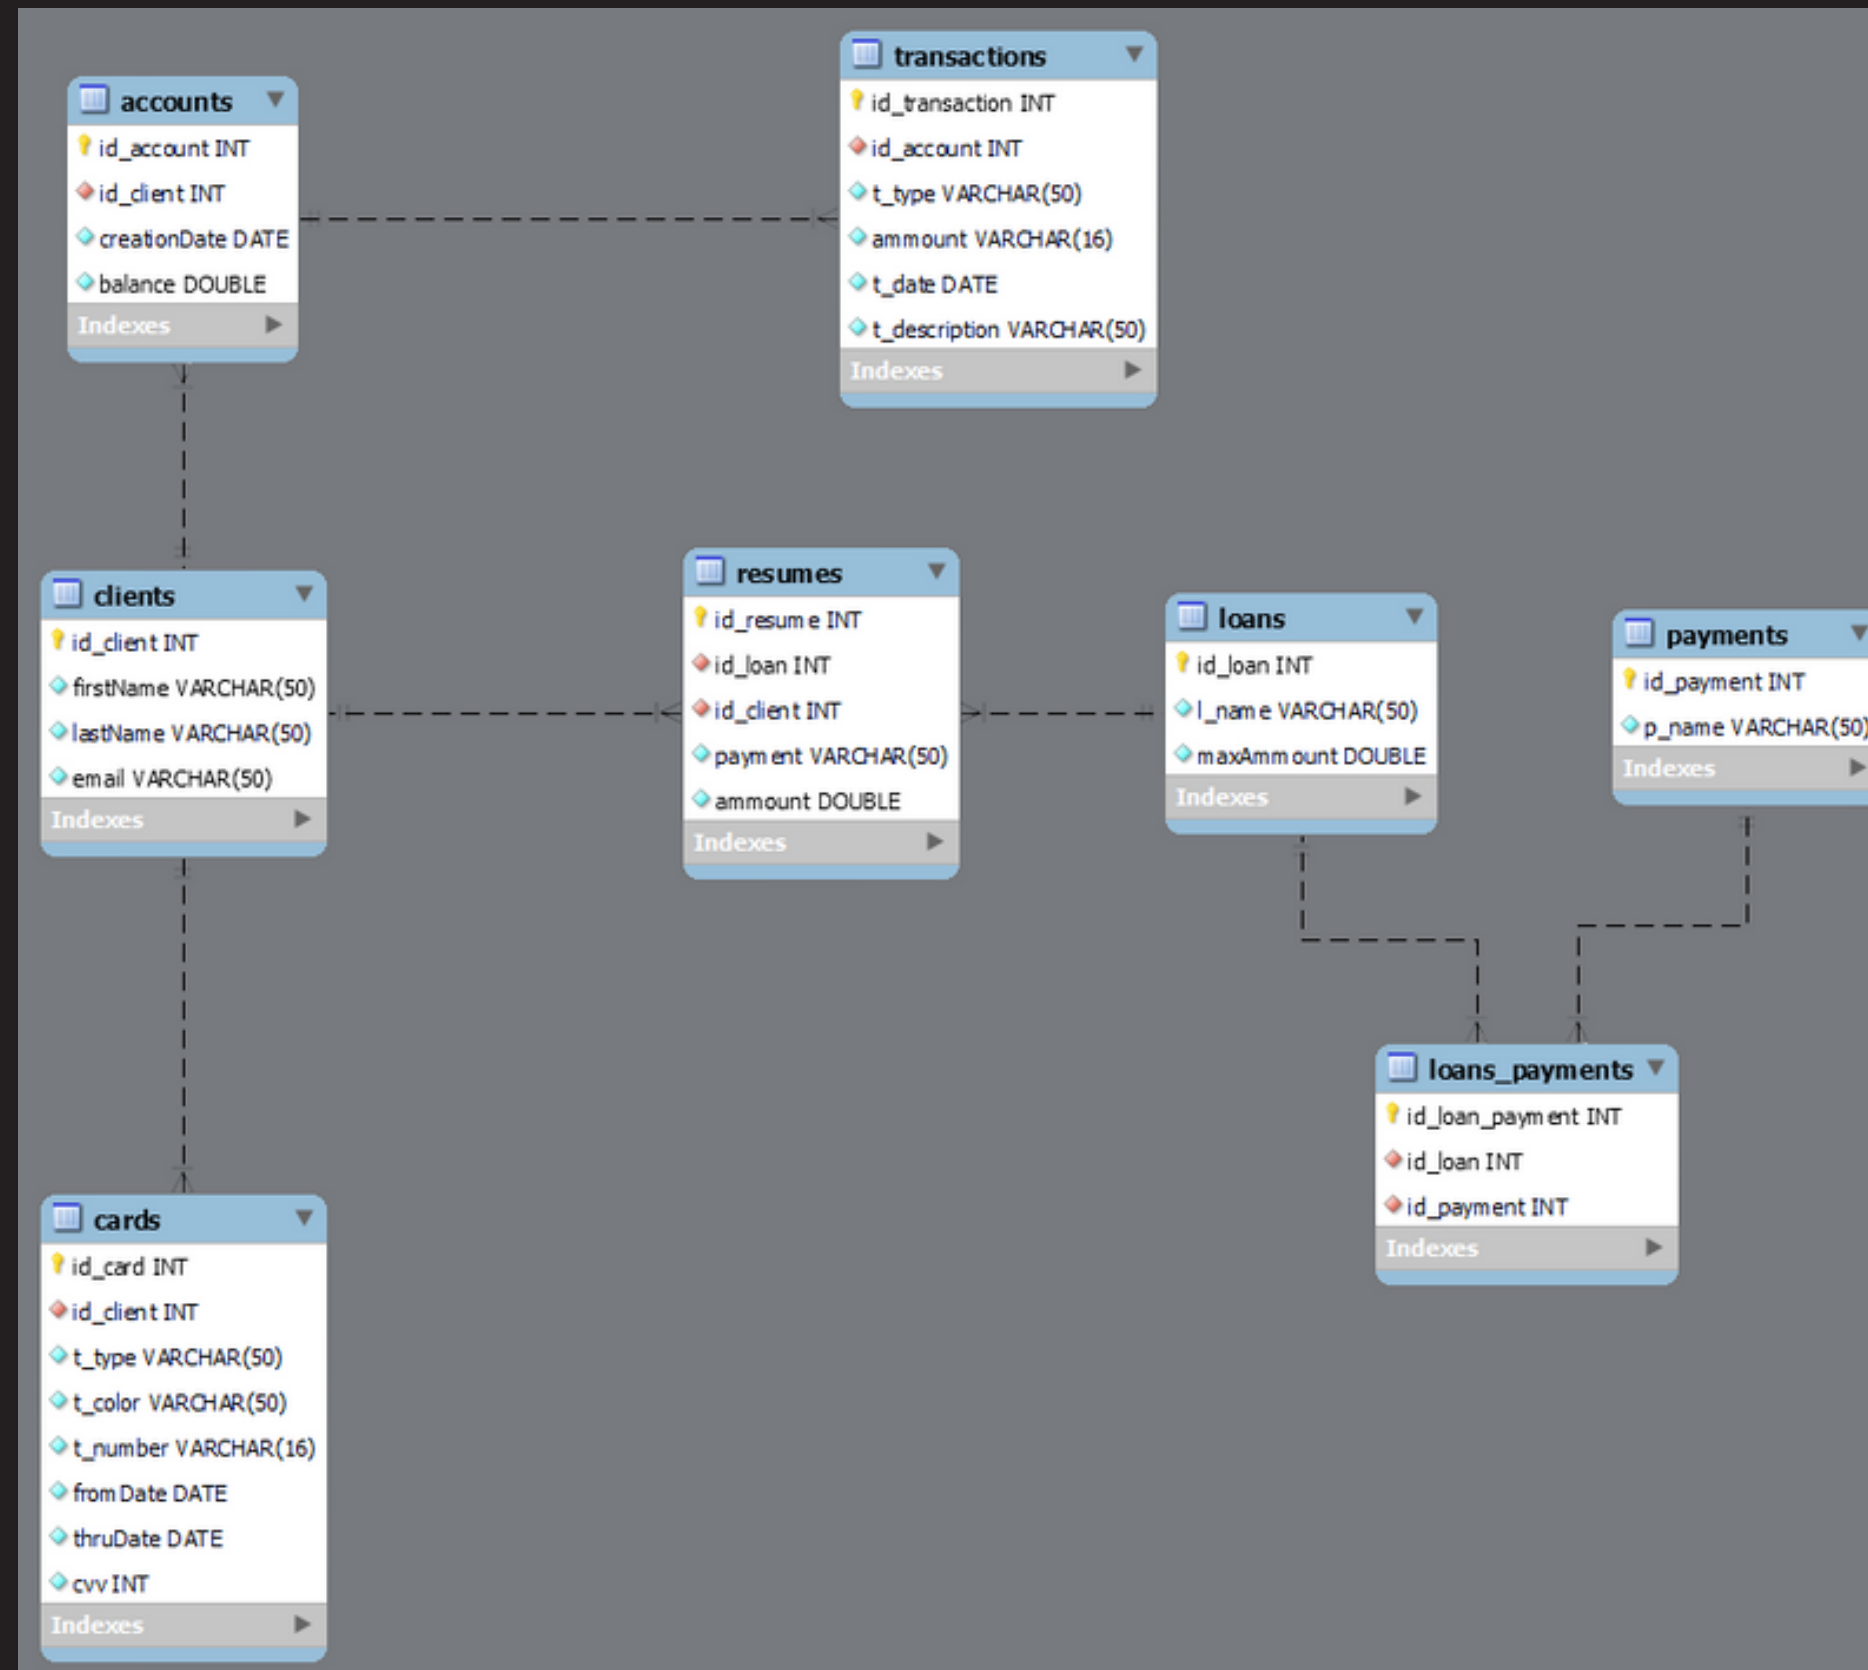 accounts
id_account INT
id_client INT
creationDate DATE
balance DOUBLE
Indexes
transactions
id_transaction INT
id_account INT
t_type VARCHAR(50)
ammount VARCHAR(16)
t_date DATE
t_description VARCHAR(50)
Indexes
clients
id_client INT
firstName VARCHAR(50)
lastName VARCHAR(50)
email VARCHAR(50)
Indexes
resumes
id_resume INT
id_loan INT
id_client INT
payment VARCHAR(50)
ammount DOUBLE
Indexes
loans
id_loan INT
l_name VARCHAR(50)
maxAmmount DOUBLE
Indexes
payments
id_payment INT
p_name VARCHAR(50)
Indexes
loans_payments
id_loan_payment INT
id_loan INT
id_payment INT
Indexes
cards
id_card INT
id_client INT
t_type VARCHAR(50)
t_color VARCHAR(50)
t_number VARCHAR(16)
fromDate DATE
thruDate DATE
cvv INT
Indexes